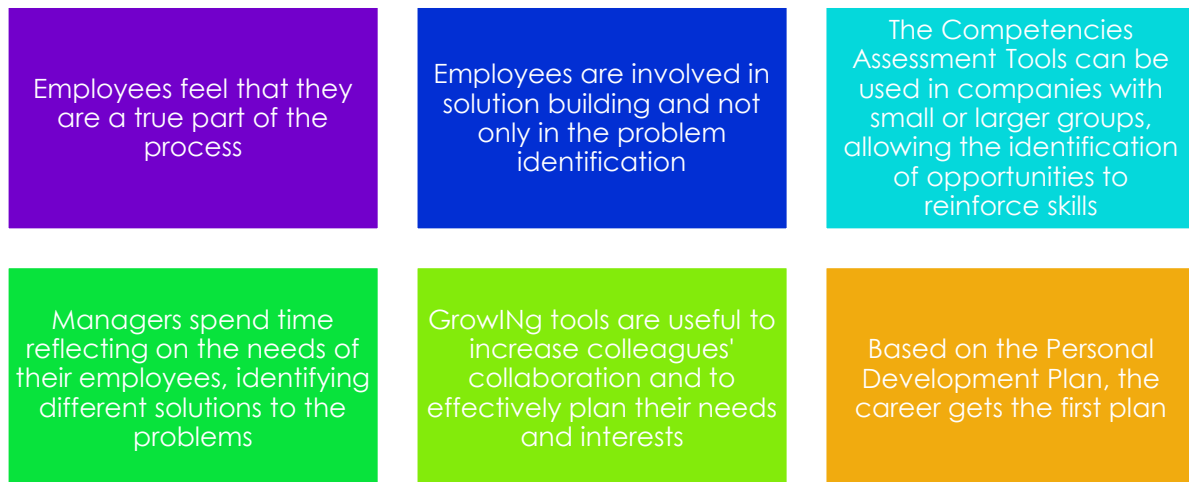 Employees feel that they
are a true part of the
process
Employees are involved in
solution building and not
only in the problem
identification
The Competencies
Assessment Tools can be
used in companies with
small or larger groups,
allowing the identification
of opportunities to
reinforce skills
Managers spend time
reflecting on the needs of
their employees, identifying
different solutions to the
problems
GrowINg tools are useful to
increase colleagues'
collaboration and to
effectively plan their needs
and interests
Based on the Personal
Development Plan, the
career gets the first plan